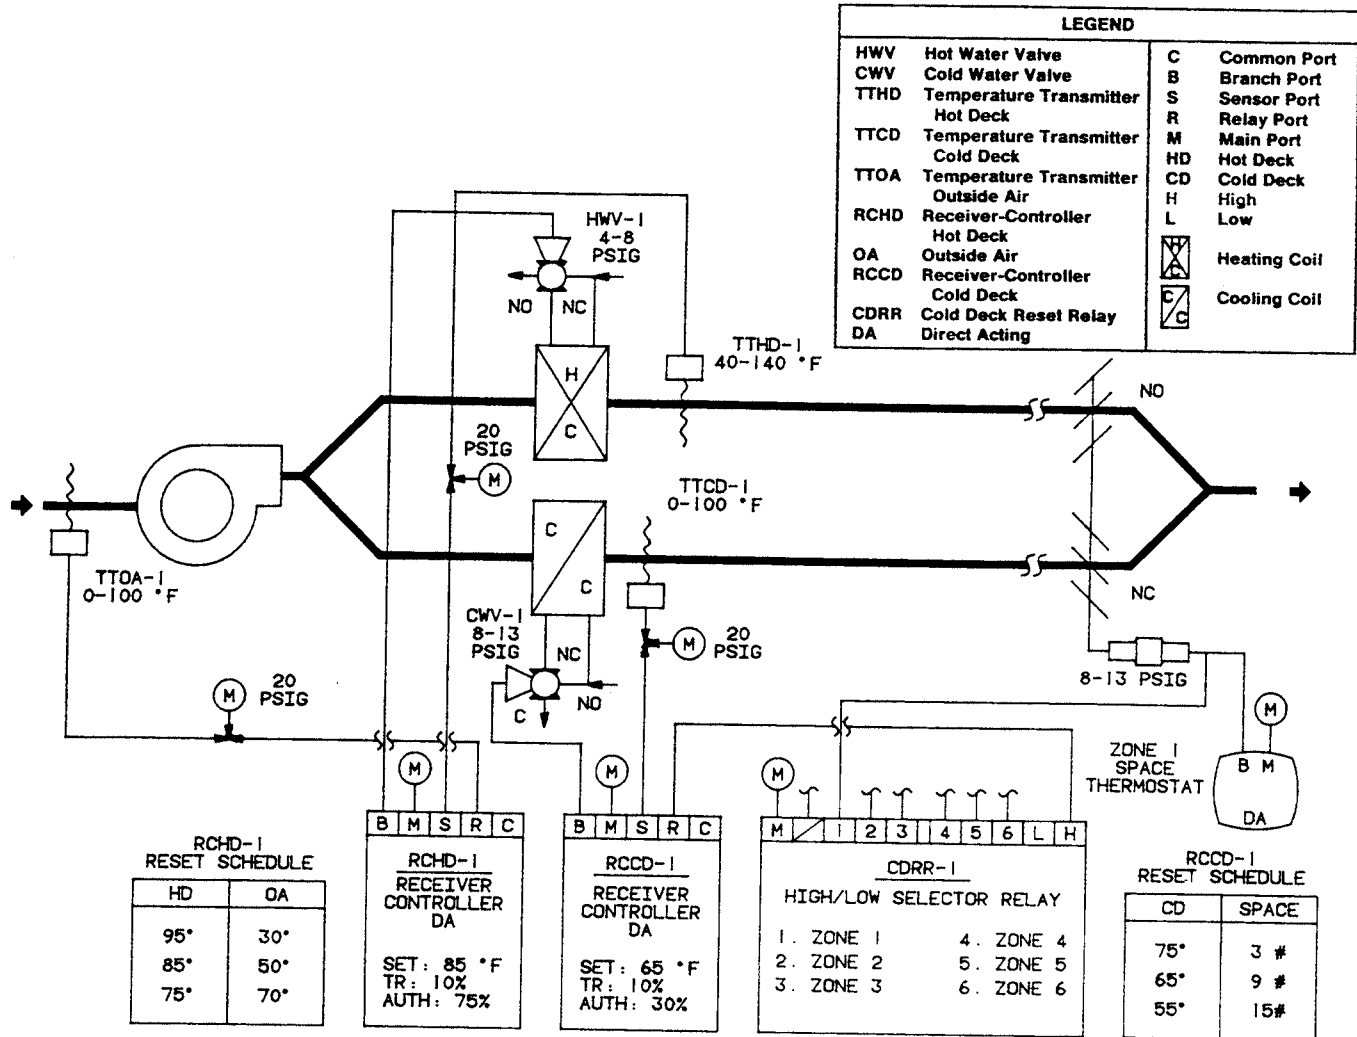 LEGEND
HWV Hot Water Valve
CWV Cold Water Valve
TTHD Temperature Transmitter
Hot Deck
TTCD Temperature Transmitter
Cold Deck
TTOA Temperature Transmitter
Outside Air
RCHD Receiver-Controller
Hot Deck
OA Outside Air
RCCD Receiver-Controller
Cold Deck
CDRR Cold Deck Reset Relay
DA Direct Acting
C Common Port
B Branch Port
S Sensor Port
R Relay Port
M Main Port
HD Hot Deck
CD Cold Deck
H High
L Low
H
C
Heating Coil
C
C
Cooling Coil
HWV-1
4-8
PSIG
NO NC
TTHD-1
40-140 °F
H
C
NO
20
PSIG
M
TTCD-1
0-100 °F
TTOA-1
0-100 °F
C
C
NC
CWV-1
8-13
PSIG
NC
NO
C
M
20
PSIG
8-13 PSIG
M
20
PSIG
M
ZONE 1
SPACE
THERMOSTAT
B M
DA
M
M
M
B M S R C
RCHD-1
RECEIVER
CONTROLLER
DA
SET: 85 °F
TR: 10%
AUTH: 75%
B M S R C
RCCD-1
RECEIVER
CONTROLLER
DA
SET: 65 °F
TR: 10%
AUTH: 30%
M 1 2 3 4 5 6 L H
CDRR-1
HIGH/LOW SELECTOR RELAY
1. ZONE 1 4. ZONE 4
2. ZONE 2 5. ZONE 5
3. ZONE 3 6. ZONE 6
RCHD-1
RESET SCHEDULE
HD OA
95° 30°
85° 50°
75° 70°
RCCD-1
RESET SCHEDULE
CD SPACE
75° 3 #
65° 9 #
55° 15#